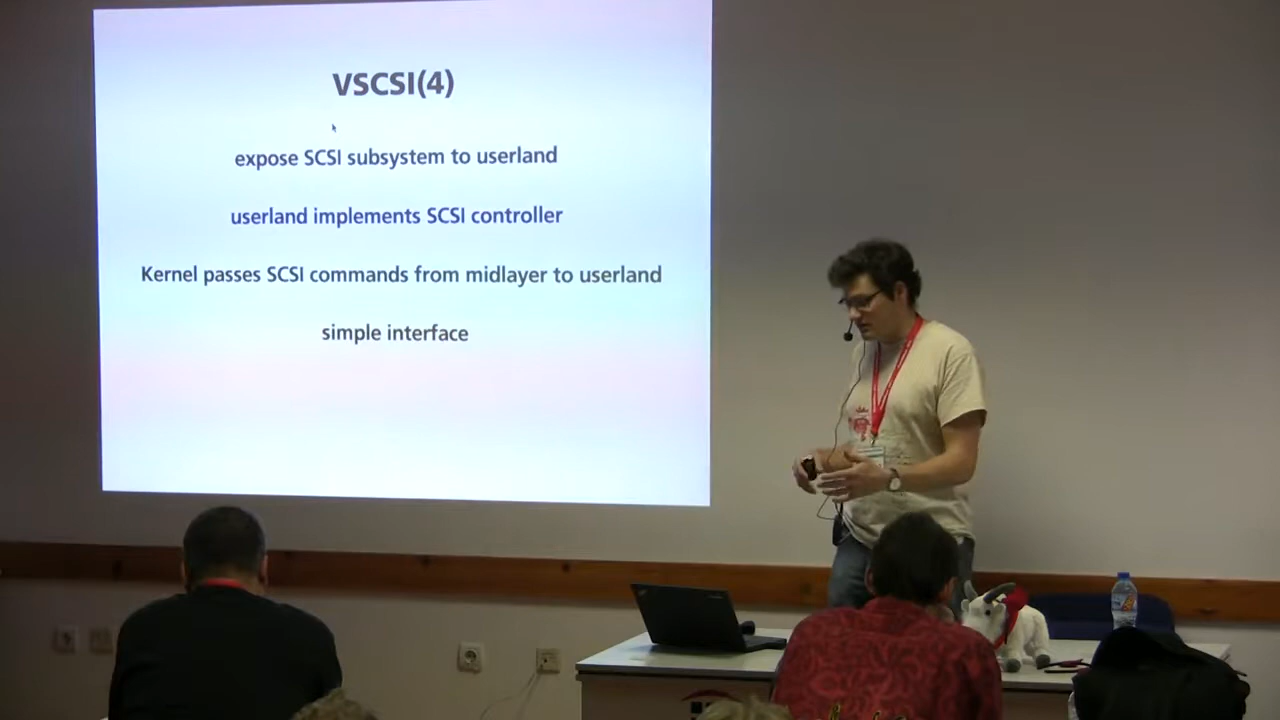 VSCSI(4)
expose SCSI subsystem to userland
userland implements SCSI controller
Kernel passes SCSI commands from midlayer to userland
simple interface